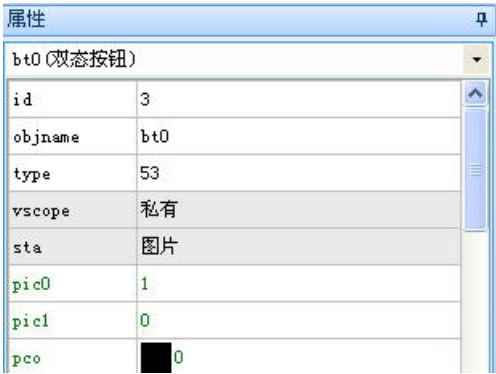 属性
bt0(双态按钮)
id 3
objname bt0
type 53
vscope 私有
sta 图片
pic0 1
pic1 0
pco 0